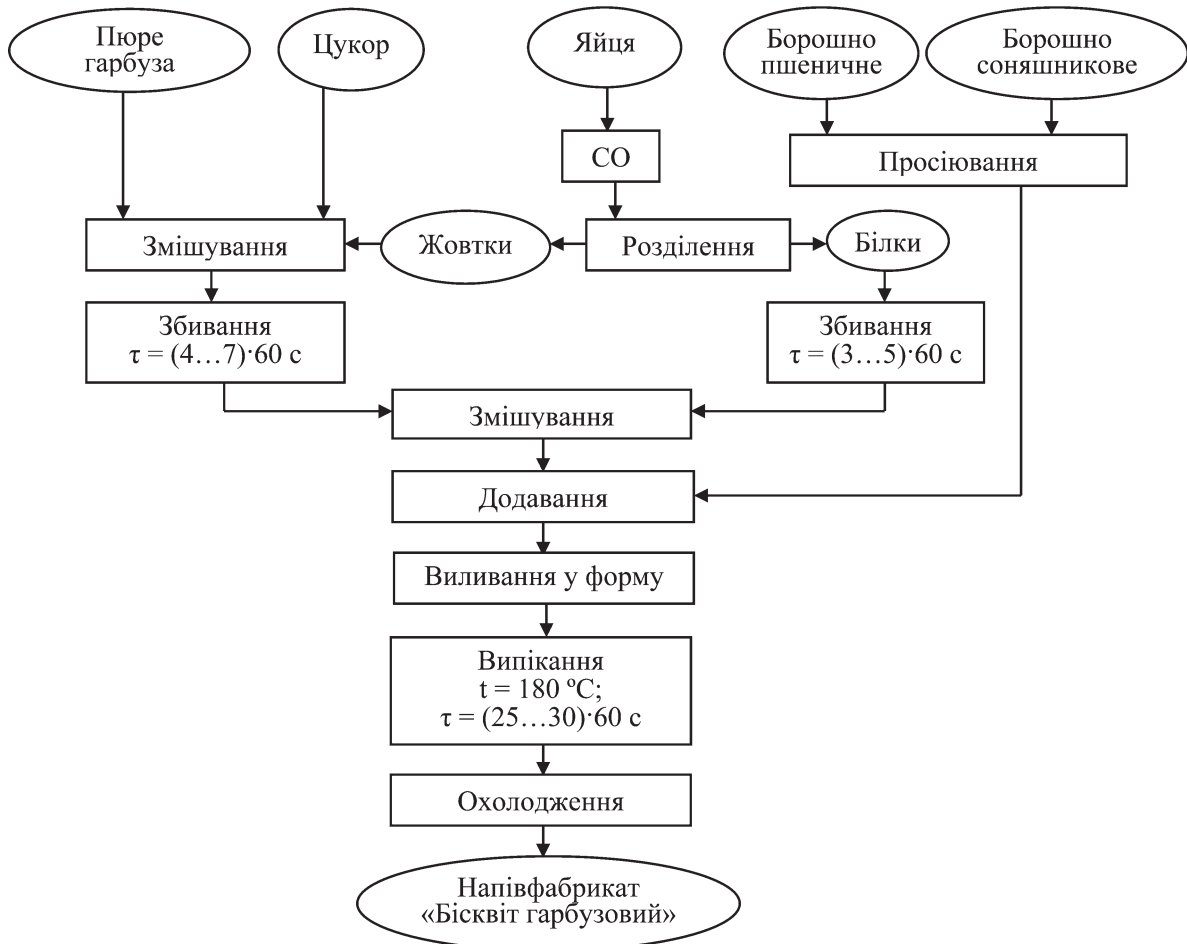 Пюре
гарбуза
Цукор
Яйця
Борошно
пшеничне
Борошно
соняшникове
СО
Просіювання
Змішування
Жовтки
Розділення
Білки
Збивання
τ = (4…7)·60 с
Збивання
τ = (3…5)·60 с
Змішування
Додавання
Виливання у форму
Випікання
t = 180 ºС;
τ = (25…30)·60 с
Охолодження
Напівфабрикат
«Бісквіт гарбузовий»